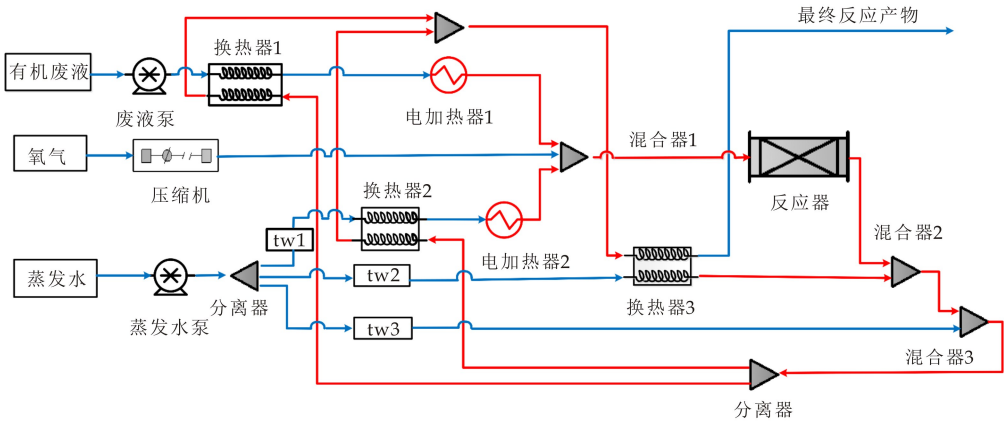 最终反应产物
换热器1
有机废液
废液泵
电加热器1
混合器1
氧气
压缩机
反应器
换热器2
tw1
混合器2
电加热器2
蒸发水
蒸发水泵
分离器
tw2
换热器3
tw3
混合器3
分离器